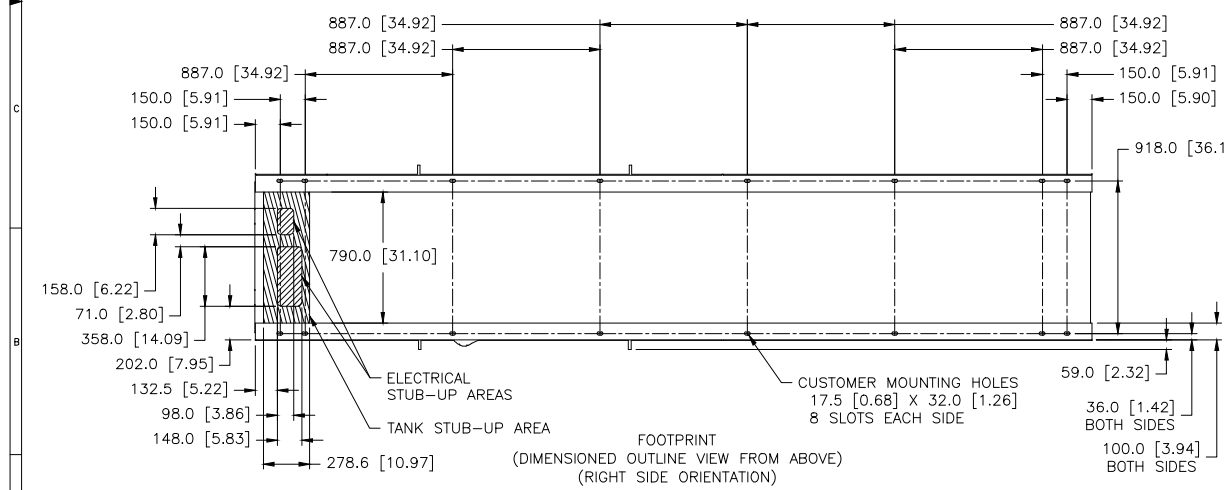 887.0 [34.92]
887.0 [34.92]
887.0 [34.92]
887.0 [34.92]
887.0 [34.92]
150.0 [5.91]
150.0 [5.91]
C
150.0 [5.91]
150.0 [5.90]
918.0 [36.1
790.0 [31.10]
158.0 [6.22]
71.0 [2.80]
358.0 [14.09]
B
202.0 [7.95]
132.5 [5.22]
98.0 [3.86]
148.0 [5.83]
278.6 [10.97]
ELECTRICAL
STUB-UP AREAS
TANK STUB-UP AREA
CUSTOMER MOUNTING HOLES
17.5 [0.68] X 32.0 [1.26]
8 SLOTS EACH SIDE
59.0 [2.32]
36.0 [1.42]
BOTH SIDES
100.0 [3.94]
BOTH SIDES
FOOTPRINT
(DIMENSIONED OUTLINE VIEW FROM ABOVE)
(RIGHT SIDE ORIENTATION)